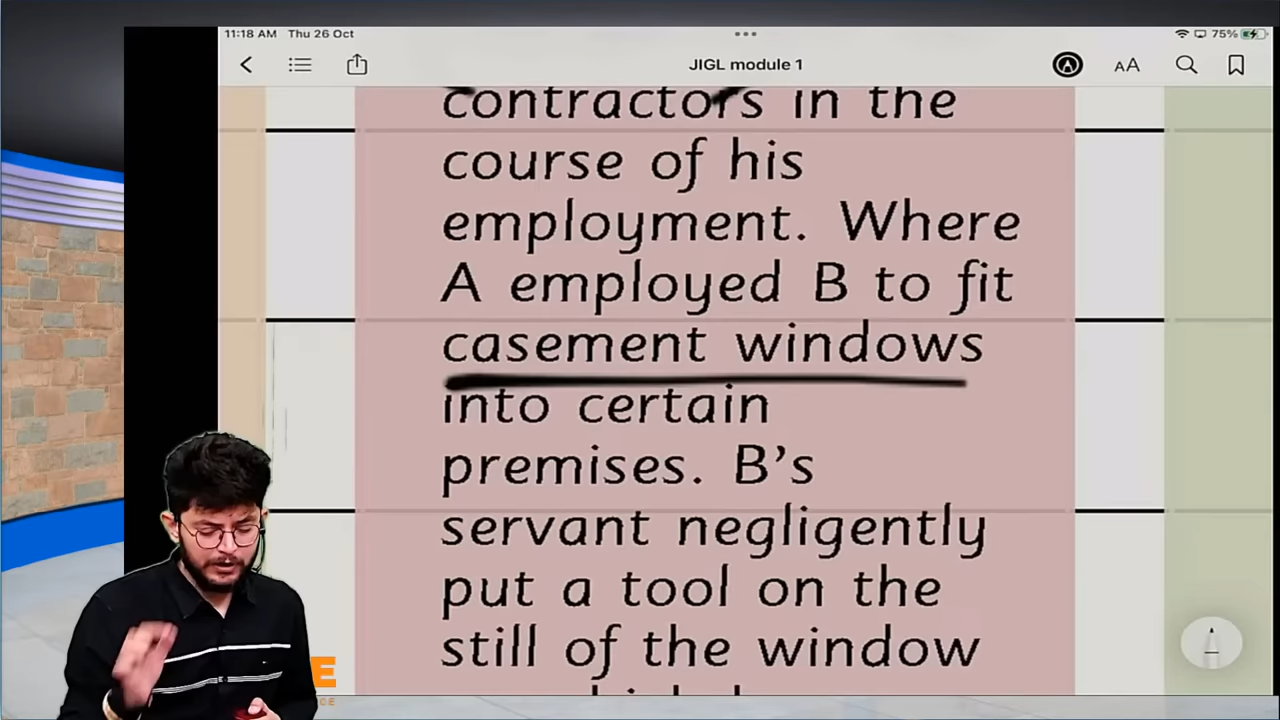 11:18 AM Thu 26 Oct
75%
JIGL module 1
AA
contractors in the
course of his
employment. Where
A employed B to fit
casement windows
into certain
premises. B's
servant negligently
put a tool on the
still of the window
E
CE